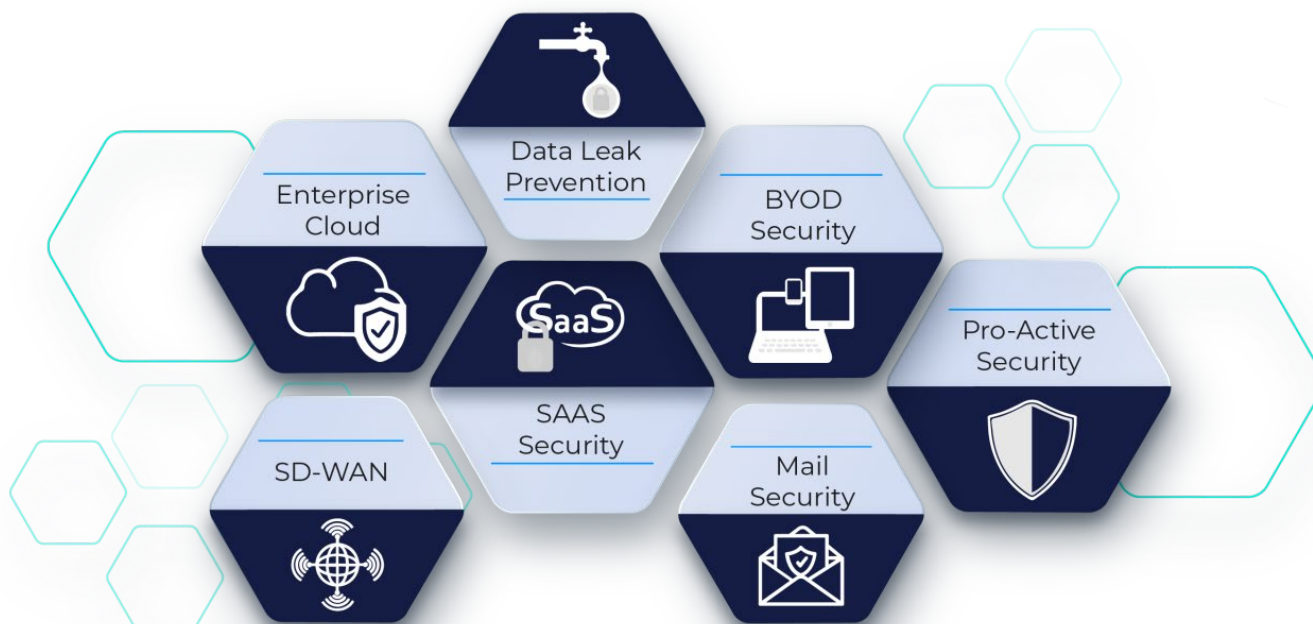 Data Leak
Prevention
Enterprise
Cloud
BYOD
Security
SaaS
Pro-Active
Security
SAAS
Security
SD-WAN
Mail
Security